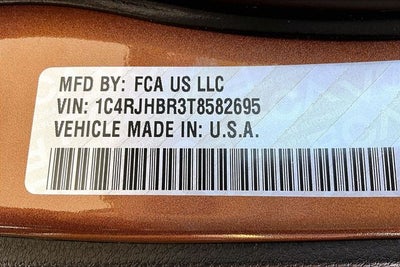 MFD BY: FCA US LLC
VIN: 1C4RJHBR3T8582695
VEHICLE MADE IN: U.S.A.